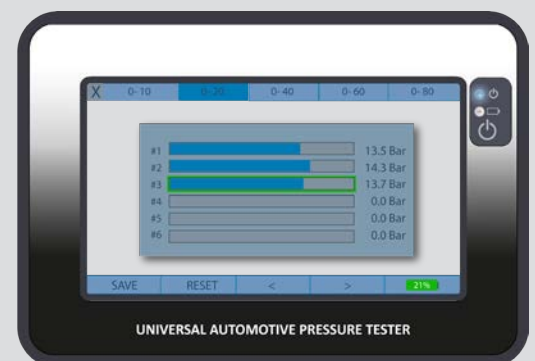 X 0- 10 0- 20 0- 40 0- 60 0- 80
#1 13.5 Bar
#2 14.3 Bar
#3 13.7 Bar
#4 0.0 Bar
#5 0.0 Bar
#6 0.0 Bar
SAVE RESET < > 21%
UNIVERSAL AUTOMOTIVE PRESSURE TESTER